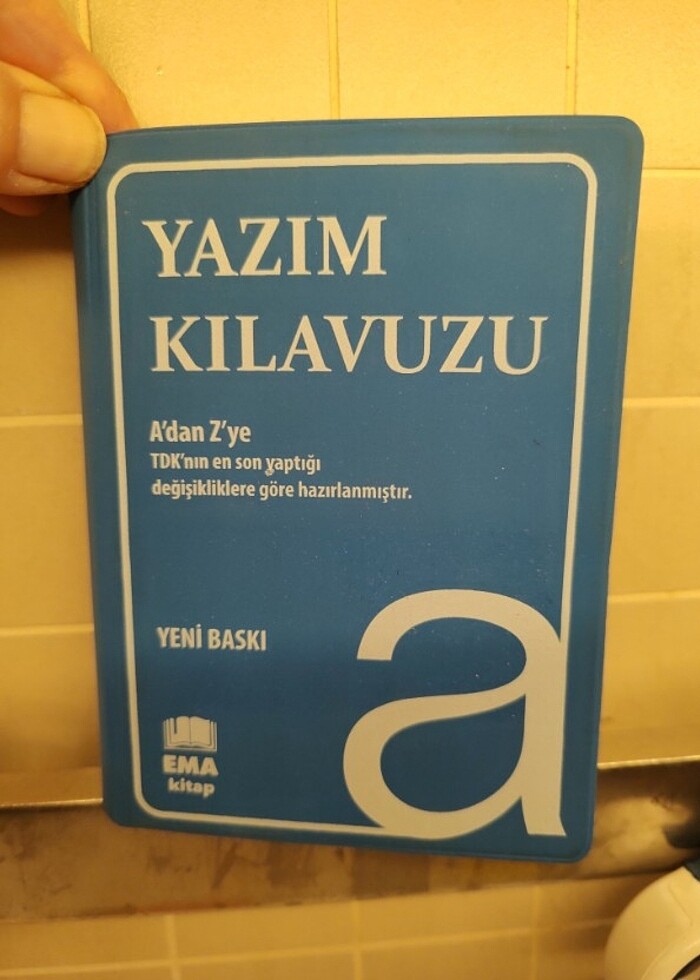 YAZIM
KILAVUZU
A'dan Z'ye
TDK'nın en son yaptığı
değişikliklere göre hazırlanmıştır.
YENİ BASKI
a
EMA
kitap